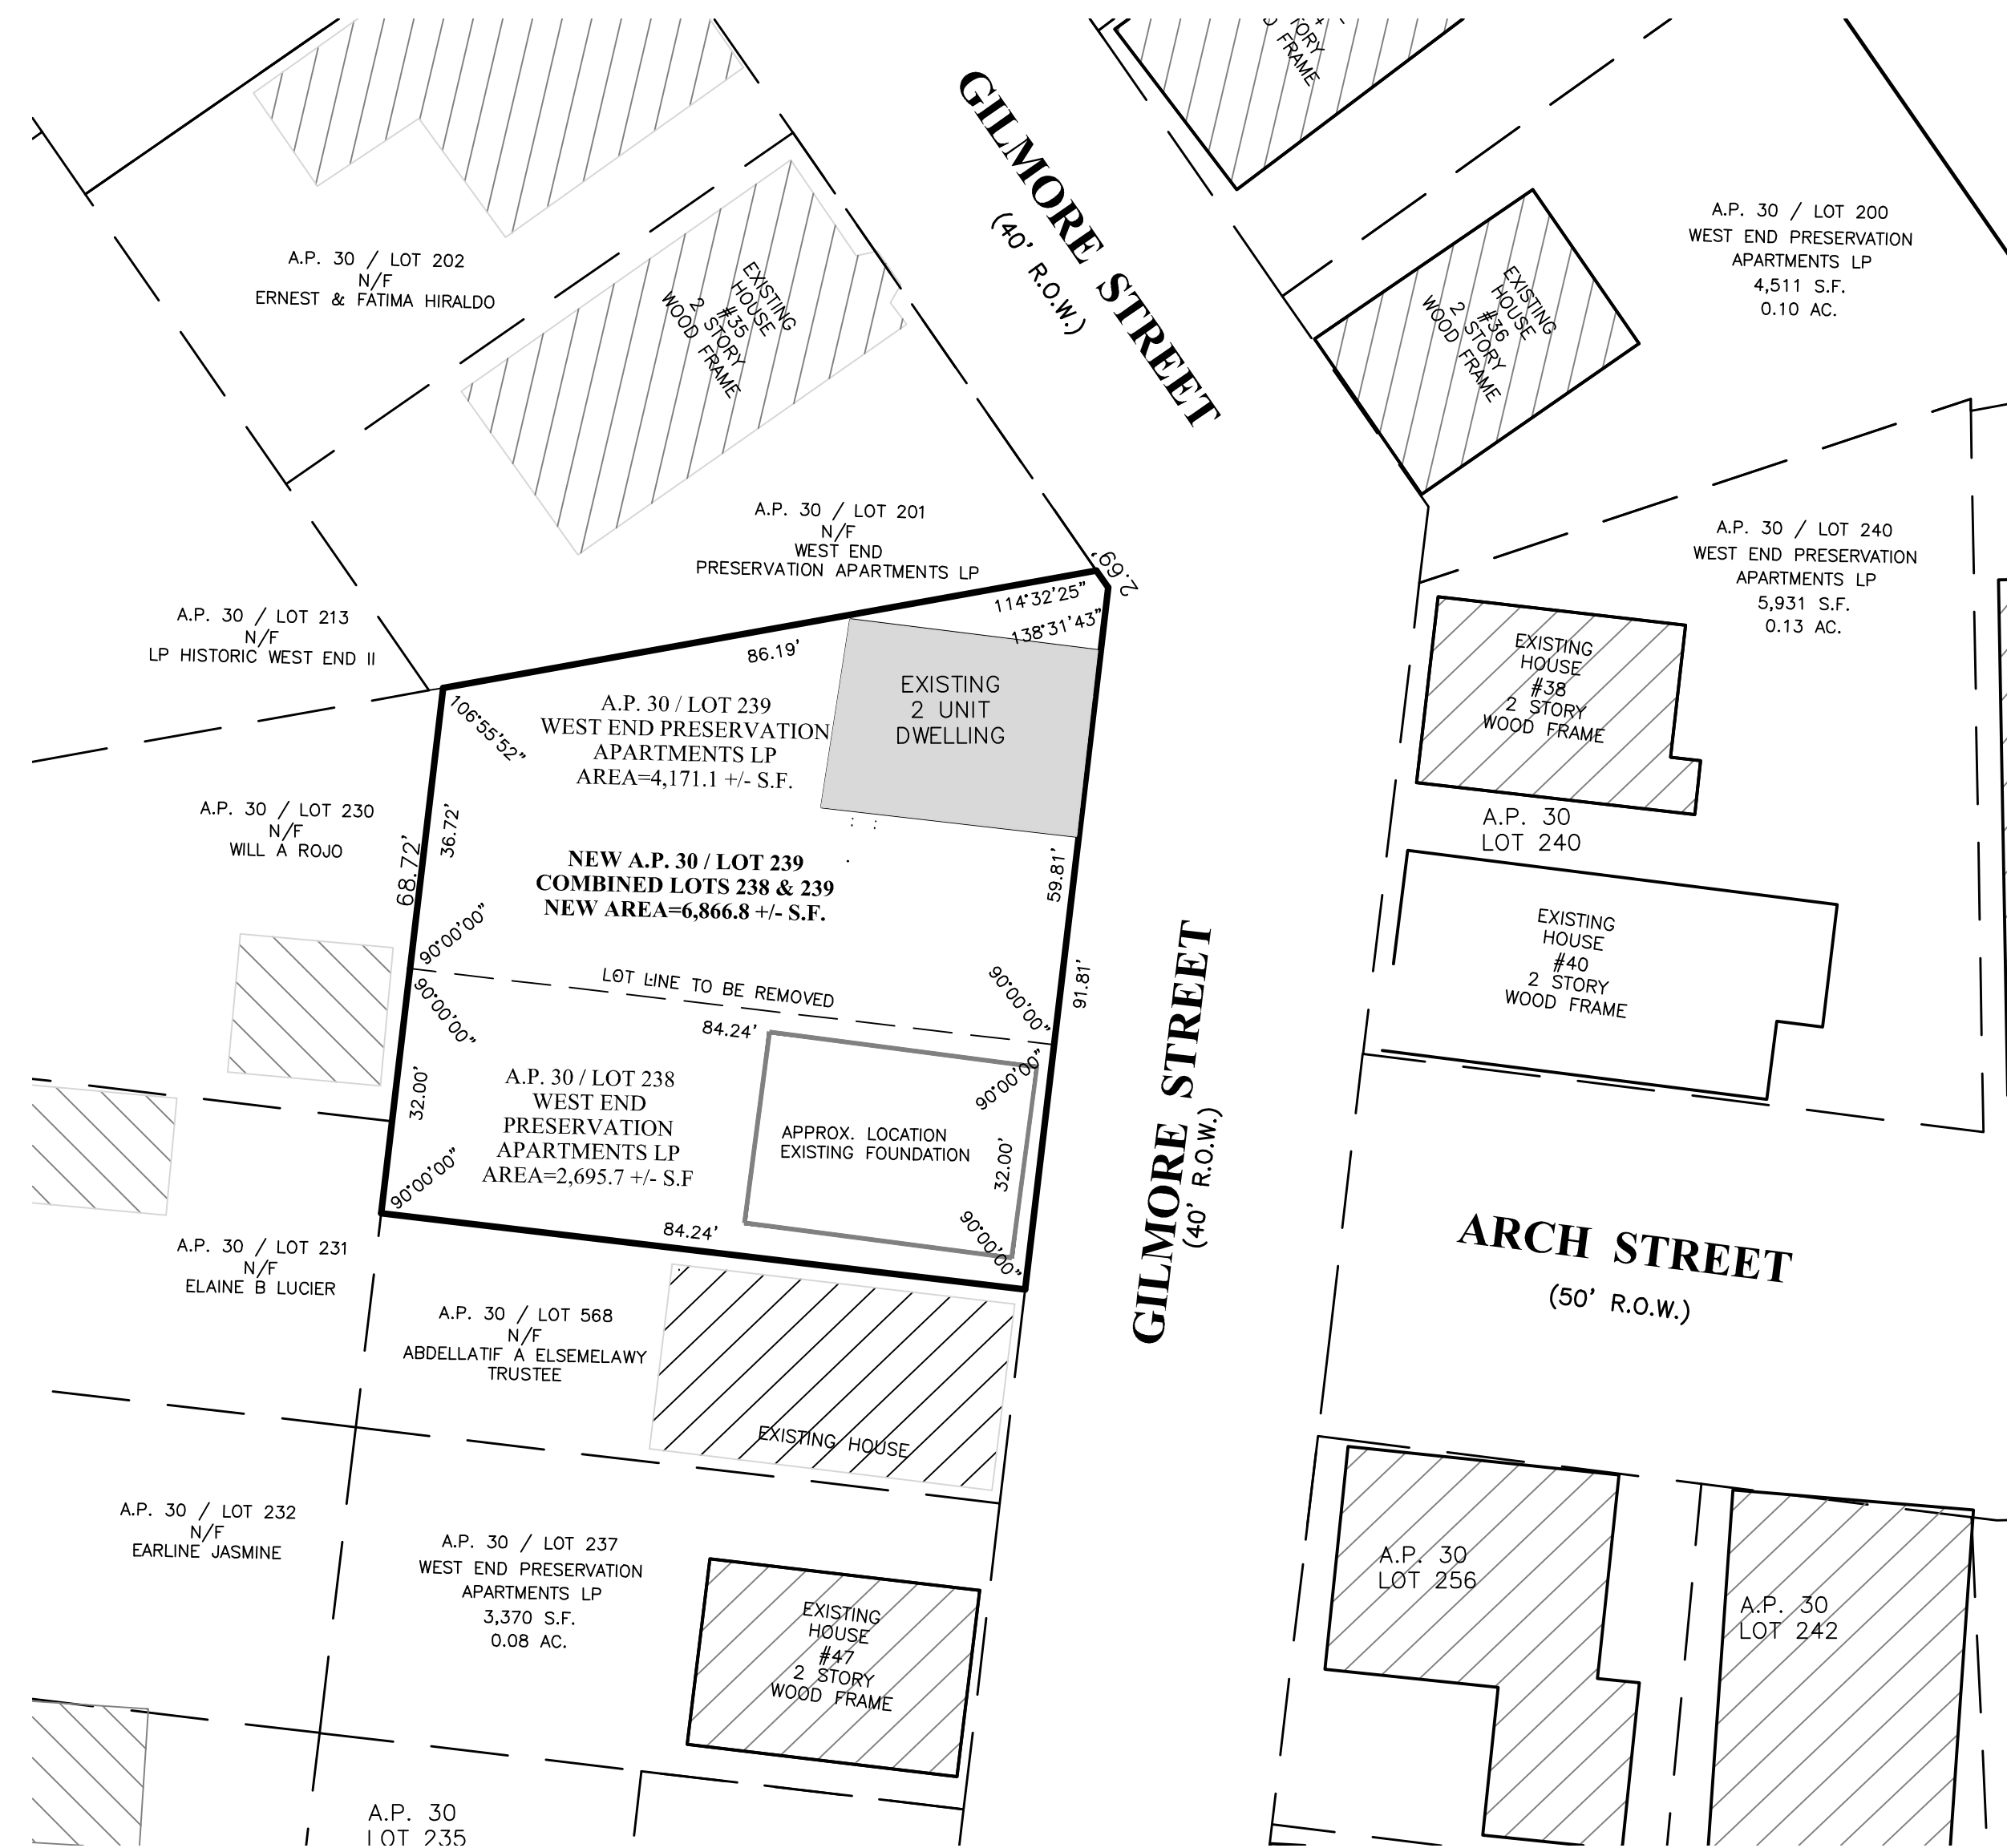 ORY
FRAME
GILMORE STREET
(40' R.O.W.)
A.P. 30 / LOT 200
WEST END PRESERVATION
APARTMENTS LP
4,511 S.F.
0.10 AC.
A.P. 30 / LOT 202
N/F
ERNEST & FATIMA HIRALDO
EXISTING
HOUSE
#35
2 STORY
WOOD FRAME
EXISTING
HOUSE
#36
2 STORY
WOOD FRAME
A.P. 30 / LOT 201
N/F
WEST END
PRESERVATION APARTMENTS LP
A.P. 30 / LOT 240
WEST END PRESERVATION
APARTMENTS LP
5,931 S.F.
0.13 AC.
2.69'
114°32'25"
138°31'43"
86.19'
A.P. 30 / LOT 213
N/F
LP HISTORIC WEST END II
106°55'52"
A.P. 30 / LOT 239
WEST END PRESERVATION
APARTMENTS LP
AREA=4,171.1 +/- S.F.
EXISTING
2 UNIT
DWELLING
EXISTING
HOUSE
#38
2 STORY
WOOD FRAME
A.P. 30
LOT 240
A.P. 30 / LOT 230
N/F
WILL A ROJO
68.72'
36.72'
NEW A.P. 30 / LOT 239
COMBINED LOTS 238 & 239
NEW AREA=6,866.8 +/- S.F.
59.81'
EXISTING
HOUSE
#40
2 STORY
WOOD FRAME
90°00'00"
90°00'00"
LOT LINE TO BE REMOVED
90°00'00"
91.81'
84.24'
90°00'00"
32.00'
A.P. 30 / LOT 238
WEST END
PRESERVATION
APARTMENTS LP
AREA=2,695.7 +/- S.F
APPROX. LOCATION
EXISTING FOUNDATION
32.00'
90°00'00"
90°00'00"
84.24'
GILMORE STREET
(40' R.O.W.)
ARCH STREET
(50' R.O.W.)
A.P. 30 / LOT 231
N/F
ELAINE B LUCIER
A.P. 30 / LOT 568
N/F
ABDELLATIF A ELSEMELAWY
TRUSTEE
EXISTING HOUSE
A.P. 30 / LOT 232
N/F
EARLINE JASMINE
A.P. 30 / LOT 237
WEST END PRESERVATION
APARTMENTS LP
3,370 S.F.
0.08 AC.
EXISTING
HOUSE
#47
2 STORY
WOOD FRAME
A.P. 30
LOT 256
A.P. 30
LOT 242
A.P. 30
LOT 235